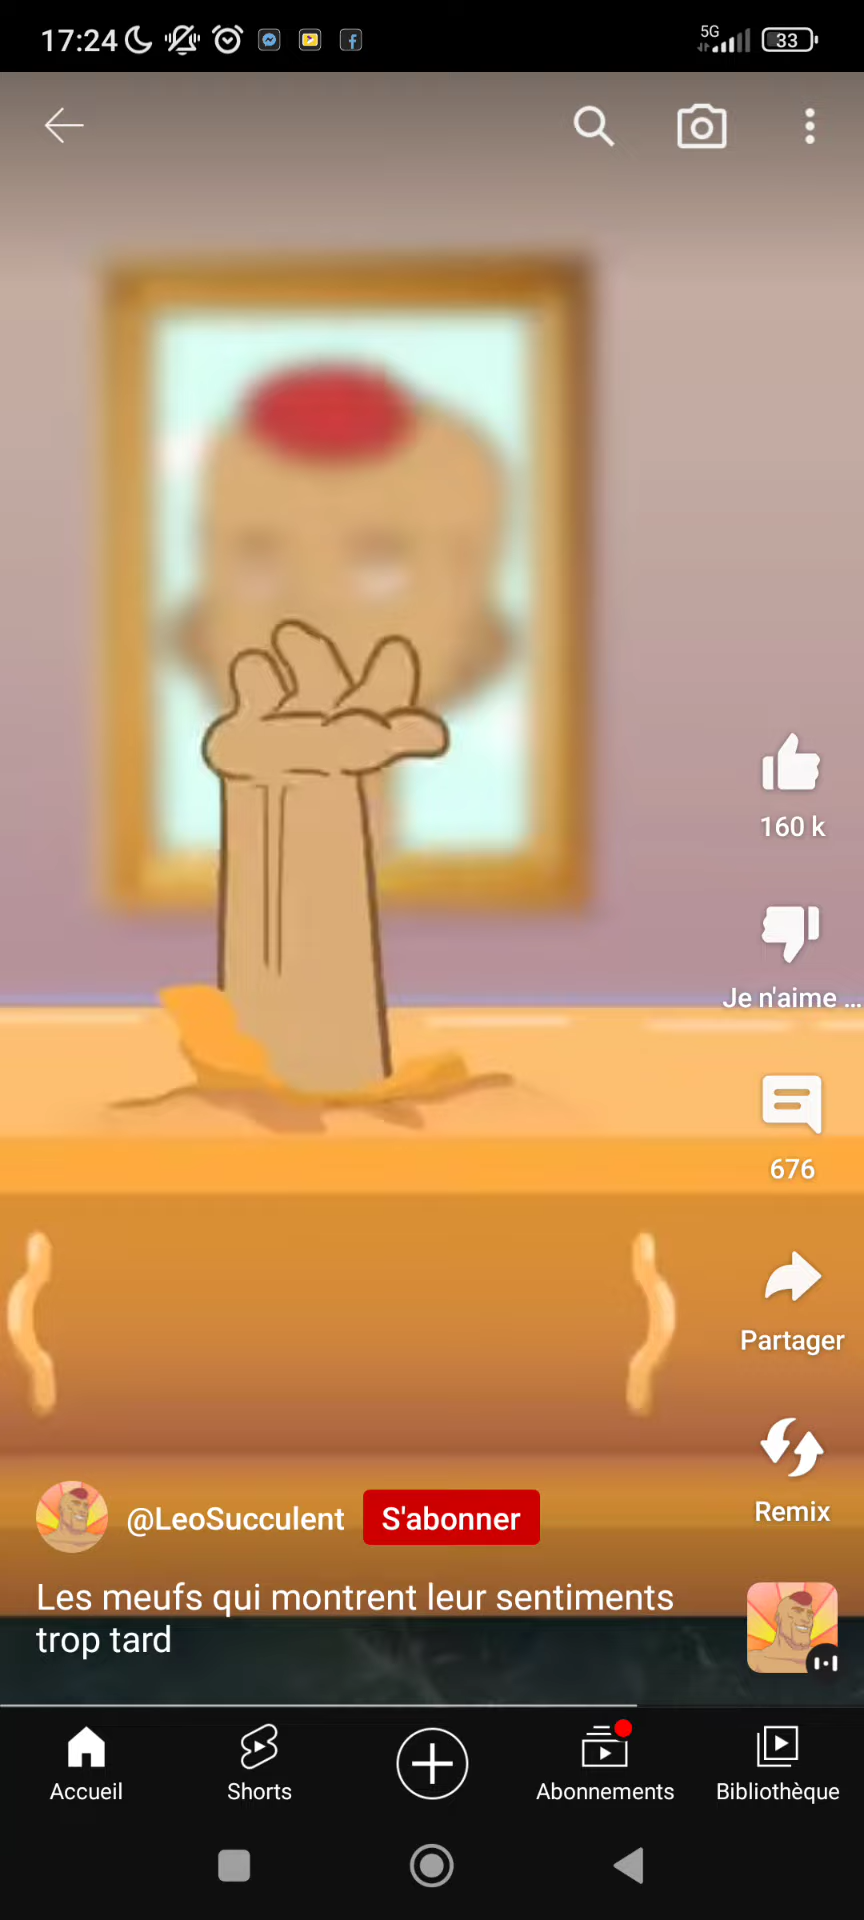 17:24
5G
33
160 k
Je n'aime ...
676
Partager
Remix
@LeoSucculent
S'abonner
Les meufs qui montrent leur sentiments
trop tard
Accueil
Shorts
Abonnements
Bibliothèque